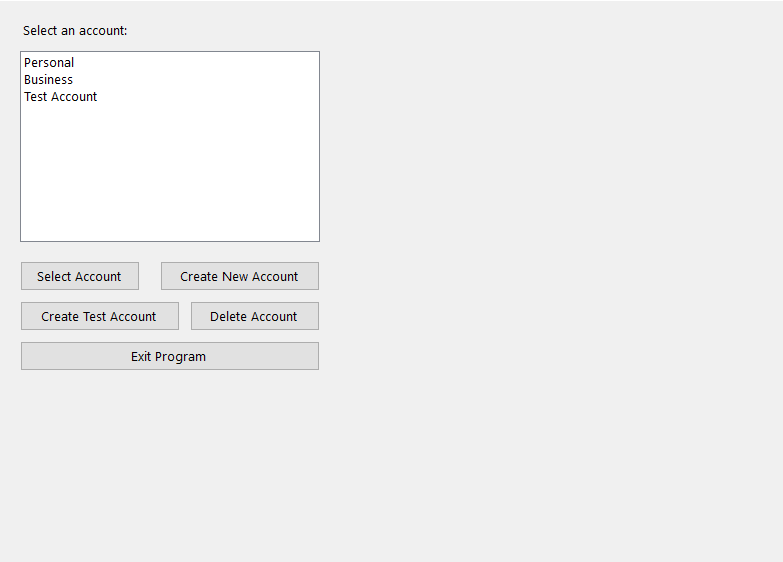 Select an account:
Personal
Business
Test Account
Select Account
Create New Account
Create Test Account
Delete Account
Exit Program